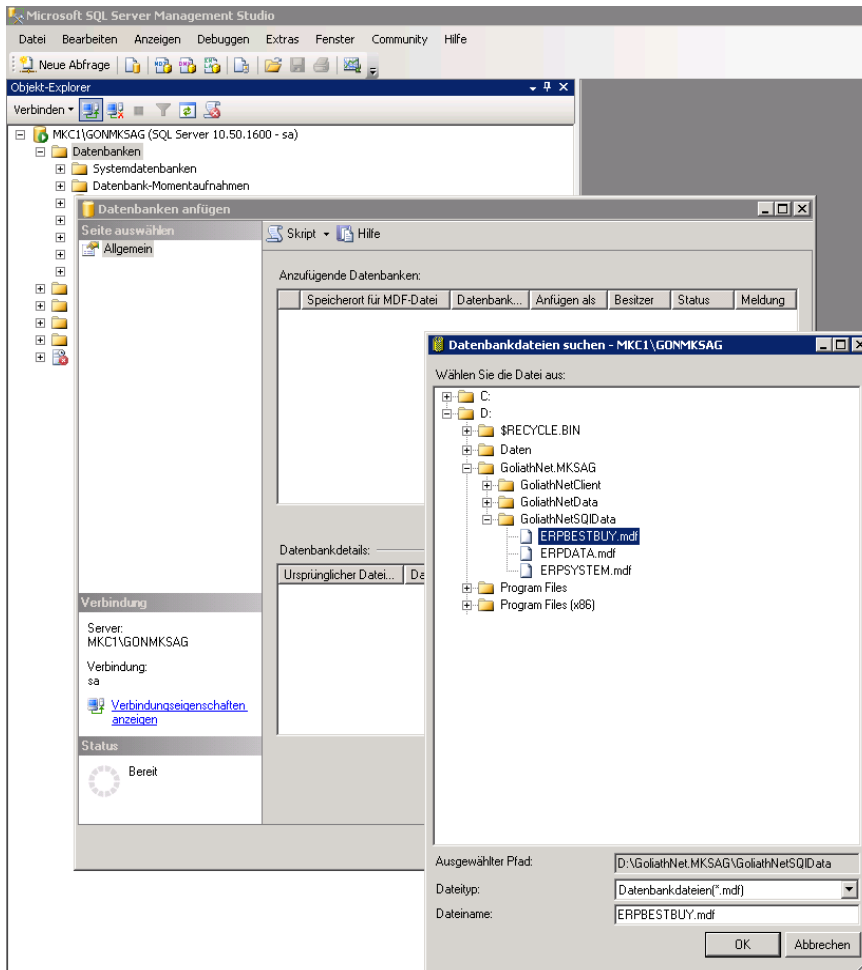 Microsoft SQL Server Management Studio
Datei Bearbeiten Anzeigen Debuggen Extras Fenster Community Hilfe
Neue Abfrage
Objekt-Explorer
Verbinden
MKC1\GONMKSAG (SQL Server 10.50.1600 - sa)
Datenbanken
Systemdatenbanken
Datenbank-Momentaufnahmen
Datenbanken anfügen
Seite auswählen
Allgemein
Skript Hilfe
Anzufügende Datenbanken:
Speicherort für MDF-Datei Datenbank... Anfügen als Besitzer Status Meldung
Datenbankdetails:
Ursprünglicher Datei... Da
Verbindung
Server:
MKC1\GONMKSAG
Verbindung:
sa
Verbindungseigenschaften
anzeigen
Status
Bereit
Datenbankdateien suchen - MKC1\GONMKSAG
Wählen Sie die Datei aus:
C:
D:
$RECYCLE.BIN
Daten
GoliathNet.MKSAG
GoliathNetClient
GoliathNetData
GoliathNetSQlData
ERPBESTBUY.mdf
ERPDATA.mdf
ERPSYSTEM.mdf
Program Files
Program Files (x86)
Ausgewählter Pfad: D:\GoliathNet.MKSAG\GoliathNetSQlData
Dateityp: Datenbankdateien(*.mdf)
Dateiname: ERPBESTBUY.mdf
OK Abbrechen